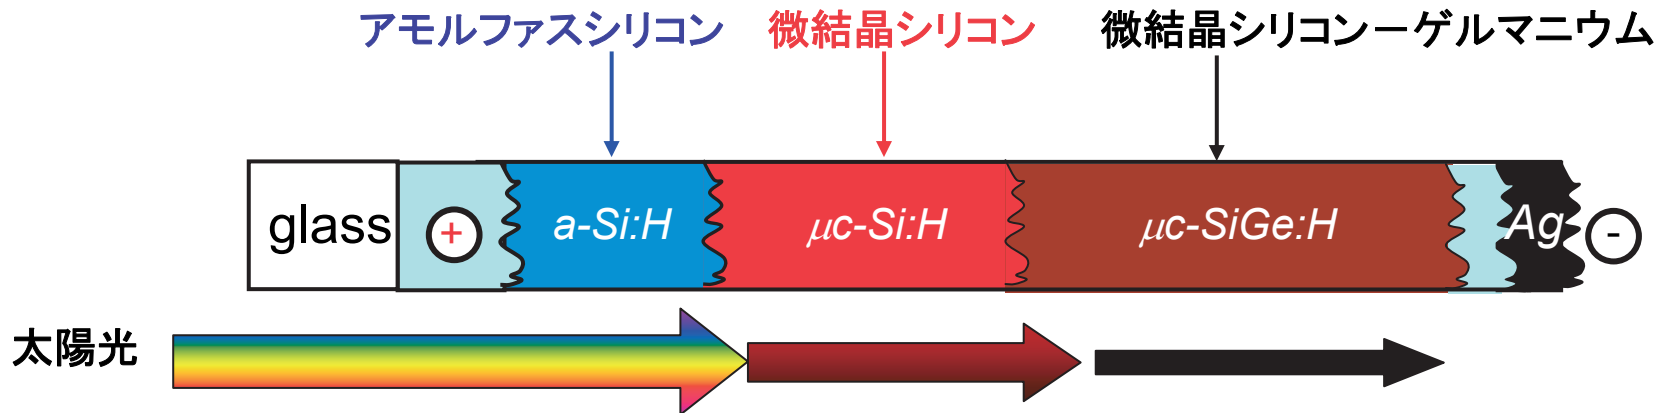 アモルファスシリコン
微結晶シリコン
微結晶シリコンーゲルマニウム
glass
+
a-Si:H
μc-Si:H
μc-SiGe:H
Ag
-
太陽光